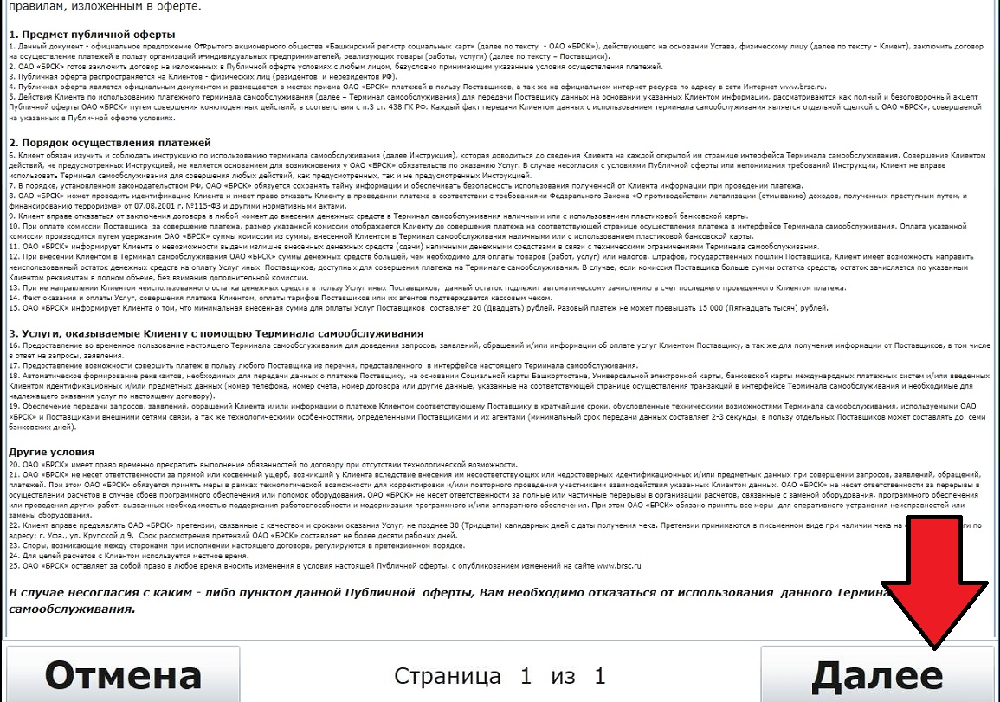 правилам, изложенным в оферте.
1. Предмет публичной оферты
1. Данный документ - официальное предложение Открытого акционерного общества «Башкирский регистр социальных карт» (далее по тексту - ОАО «БРСК»), действующего на основании Устава, физическому лицу (далее по тексту - Клиент), заключить договор
на осуществление платежей в пользу организаций и индивидуальных предпринимателей, реализующих товары (работы, услуги) (далее по тексту – Поставщики).
2. ОАО «БРСК» готов заключить договор на изложенных в Публичной оферте условиях с любым лицом, безусловно принимающим указанные условия осуществления платежей.
3. Публичная оферта распространяется на Клиентов - физических лиц (резидентов и нерезидентов РФ).
4. Публичная оферта является официальным документом и размещается в местах приема ОАО «БРСК» платежей в пользу Поставщиков, а так же на официальном интернет ресурсе по адресу в сети Интернет www.brsc.ru.
5. Действия Клиента по использованию платежного терминала самообслуживания (далее – Терминал самообслуживания) для передачи Поставщику данных на основании указанных Клиентом информации, рассматриваются как полный и безоговорочный акцепт
Публичной оферты ОАО «БРСК» путем совершения конклюдентных действий, в соответствии с п.3 ст. 438 ГК РФ. Каждый факт передачи Клиентом данных с использованием терминала самообслуживания является отдельной сделкой с ОАО «БРСК», совершаемой
на указанных в Публичной оферте условиях.
2. Порядок осуществления платежей
6. Клиент обязан изучить и соблюдать инструкцию по использованию терминала самообслуживания (далее Инструкция), которая доводиться до сведения Клиента на каждой открытой им странице интерфейса Терминала самообслуживания. Совершение Клиентом
действий, не предусмотренных Инструкцией, не является основанием для возникновения у ОАО «БРСК» обязательств по оказанию Услуг. В случае несогласия с условиями Публичной оферты или непонимания требований Инструкции, Клиент не вправе
использовать Терминал самообслуживания для совершения любых действий, как предусмотренных, так и не предусмотренных Инструкцией.
7. В порядке, установленном законодательством РФ, ОАО «БРСК» обязуется сохранять тайну информации и обеспечивать безопасность использования полученной от Клиента информации при проведении платежа.
8. ОАО «БРСК» может проводить идентификацию Клиента и имеет право отказать Клиенту в проведении платежа в соответствии с требованиями Федерального Закона «О противодействии легализации (отмыванию) доходов, полученных преступным путем, и
финансированию терроризма» от 07.08.2001 г. №115-ФЗ и другими нормативными актами.
9. Клиент вправе отказаться от заключения договора в любой момент до внесения денежных средств в Терминал самообслуживания наличными или с использованием пластиковой банковской карты.
10. При оплате комиссии Поставщика за совершение платежа, размер указанной комиссии отображается Клиенту до совершения платежа на соответствующей странице осуществления платежа в интерфейсе Терминала самообслуживания. Оплата указанной
комиссии производится путем удержания ОАО «БРСК» суммы комиссии из суммы, внесенной Клиентом в Терминал самообслуживания наличными или с использованием пластиковой банковской карты.
11. ОАО «БРСК» информирует Клиента о невозможности выдачи излишне внесенных денежных средств (сдачи) наличными денежными средствами в связи с техническими ограничениями Терминала самообслуживания.
12. При внесении Клиентом в Терминал самообслуживания ОАО «БРСК» суммы денежных средств большей, чем необходимо для оплаты товаров (работ, услуг) или налогов, штрафов, государственных пошлин Поставщика, Клиент имеет возможность направить
неиспользованный остаток денежных средств на оплату Услуг иных Поставщиков, доступных для совершения платежа на Терминале самообслуживания. В случае, если комиссия Поставщика больше суммы остатка средств, остаток зачисляется по указанным
Клиентом реквизитам в полном объеме, без взимания дополнительной комиссии.
13. При не направлении Клиентом неиспользованного остатка денежных средств в пользу Услуг иных Поставщиков, данный остаток подлежит автоматическому зачислению в счет последнего проведенного Клиентом платежа.
14. Факт оказания и оплаты Услуг, совершения платежа Клиентом, оплаты тарифов Поставщиков или их агентов подтверждается кассовым чеком.
15. ОАО «БРСК» информирует Клиента о том, что минимальная внесенная сумма для оплаты Услуг Поставщиков составляет 20 (Двадцать) рублей. Разовый платеж не может превышать 15 000 (Пятнадцать тысяч) рублей.
3. Услуги, оказываемые Клиенту с помощью Терминала самообслуживания
16. Предоставление во временное пользование настоящего Терминала самообслуживания для доведения запросов, заявлений, обращений и/или информации об оплате услуг Клиентом Поставщику, а так же для получения информации от Поставщиков, в том числе
в ответ на запросы, заявления.
17. Предоставление возможности совершить платеж в пользу любого Поставщика из перечня, представленного в интерфейсе настоящего Терминала самообслуживания.
18. Автоматическое формирование реквизитов, необходимых для передачи данных о платеже Поставщику, на основании Социальной карты Башкортостана, Универсальной электронной карты, банковской карты международных платежных систем и/или введенных
Клиентом идентификационных и/или предметных данных (номер телефона, номер счета, номер договора или другие данные, указанные на соответствующей странице осуществления транзакций в интерфейсе Терминала самообслуживания и необходимые для
надлежащего оказания услуг по настоящему договору).
19. Обеспечение передачи запросов, заявлений, обращений Клиента и/или информации о платеже Клиентом соответствующему Поставщику в кратчайшие сроки, обусловленные техническими возможностями Терминала самообслуживания, используемыми ОАО
«БРСК» и Поставщиками внешними сетями связи, а так же технологическими особенностями, определенными Поставщиками и их агентами (минимальный срок передачи данных составляет 2-3 секунды, в пользу отдельных Поставщиков может составлять до семи
банковских дней).
Другие условия
20. ОАО «БРСК» имеет право временно прекратить выполнение обязанностей по договору при отсутствии технологической возможности.
21. ОАО «БРСК» не несет ответственности за прямой или косвенный ущерб, возникший у Клиента вследствие внесения им несоответствующих или недостоверных идентификационных и/или предметных данных при совершении запросов, заявлений, обращений,
платежей. При этом ОАО «БРСК» обязуется принять меры в рамках технологической возможности для корректировки и/или повторного проведения участниками взаимодействия указанных Клиентом данных. ОАО «БРСК» не несет ответственности за перерывы в
осуществлении расчетов в случае сбоев программного обеспечения или поломок оборудования. ОАО «БРСК» не несет ответственности за полные или частичные перерывы в организации расчетов, связанные с заменой оборудования, программного обеспечения
или проведения других работ, вызванных необходимостью поддержания работоспособности и модернизации программного и/или аппаратного обеспечения. При этом ОАО «БРСК» обязано принять все меры для оперативного устранения неисправностей или
замены оборудования.
22. Клиент вправе предъявлять ОАО «БРСК» претензии, связанные с качеством и сроками оказания Услуг, не позднее 30 (Тридцати) калндарных дней с даты получения чека. Претензии принимаются в письменном виде при наличии чека на по
адресу: г. Уфа., ул. Крупской д.9. Срок рассмотрения претензий ОАО «БРСК» составляет не более десяти рабочих дней.
23. Споры, возникающие между сторонами при исполнении настоящего договора, регулируются в претензионном порядке.
24. Для целей расчетов с Клиентом используется местное время.
25. ОАО «БРСК» оставляет за собой право в любое время вносить изменения в условия настоящей Публичной оферты, с опубликованием изменений на сайте www.brsc.ru
В случае несогласия с каким - либо пунктом данной Публичной оферты, Вам необходимо отказаться от использования данного
самообслуживания.
Отмена Страница 1 из 1 Далее